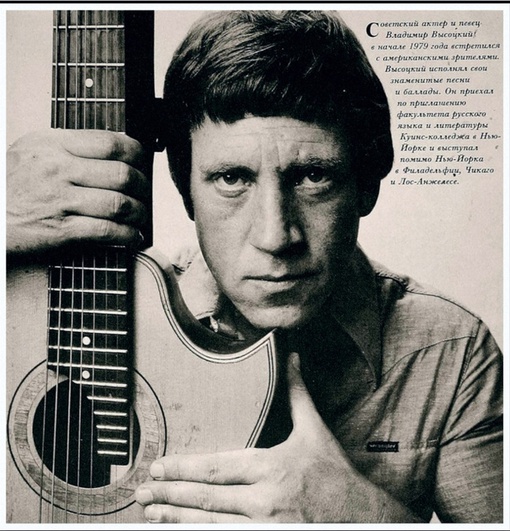 Советский актер и певец
Владимир Высоцкий
в начале 1979 года встретился
с американскими зрителями.
Высоцкий исполнял свои
знаменитые песни
и баллады. Он приехал
по приглашению
факультета русского
языка и литературы
Куинс-колледжа в Нью-
Йорке и выступал
помимо Нью-Йорка
в Филадельфии, Чикаго
и Лос-Анжелесе.